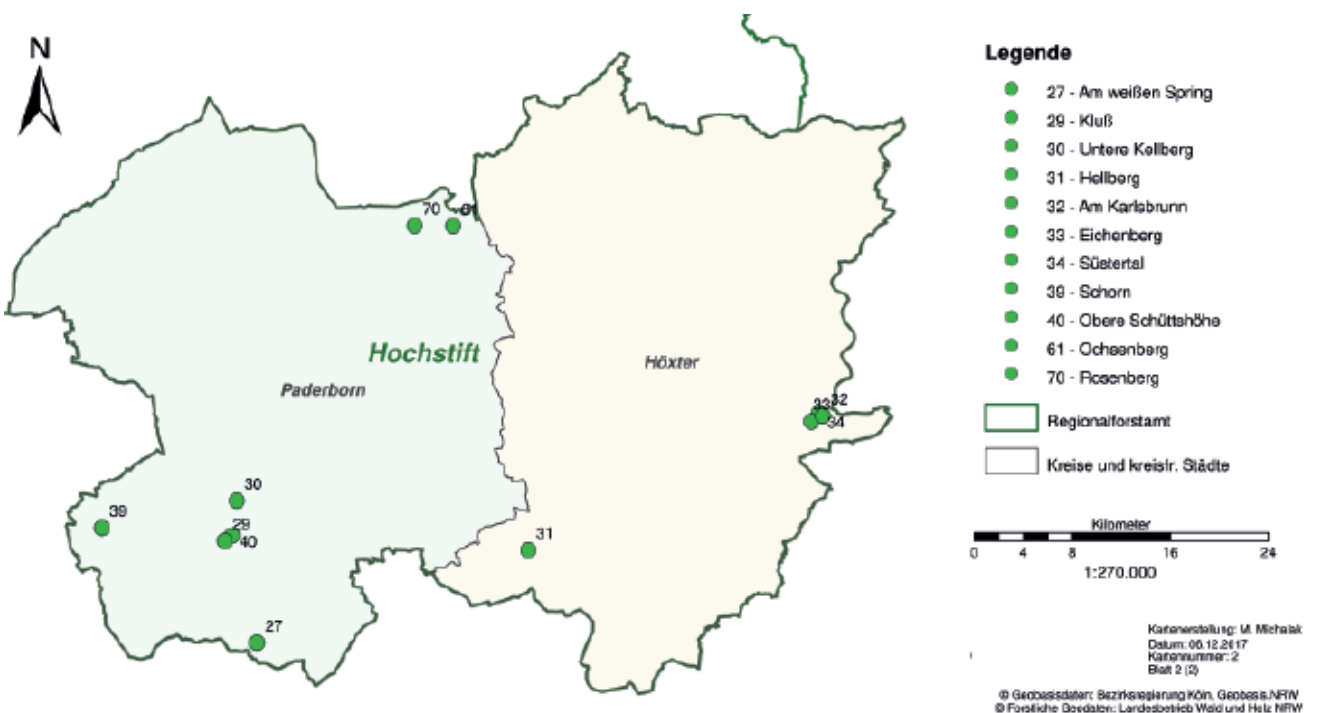 N
70 61
Hochstift
Paderborn
Höxter
33 32
34
30
39
29
40
31
27
Legende
27 - Am weißen Spring
29 - Kluß
30 - Untere Kellberg
31 - Hellberg
32 - Am Karlsbrunn
33 - Eichenberg
34 - Süstertal
39 - Schorn
40 - Obere Schüttshöhe
61 - Ochsenberg
70 - Rosenberg
Regionalforstamt
Kreise und kreisfr. Städte
Kilometer
0 4 8 16 24
1:270.000
Kartenerstellung: M. Michalak
Datum: 06.12.2017
Kartennummer: 2
Blatt 2 (2)
© Geobasisdaten: Bezirksregierung Köln, Geobasis.NRW
© Forstliche Geodaten: Landesbetrieb Wald und Holz NRW